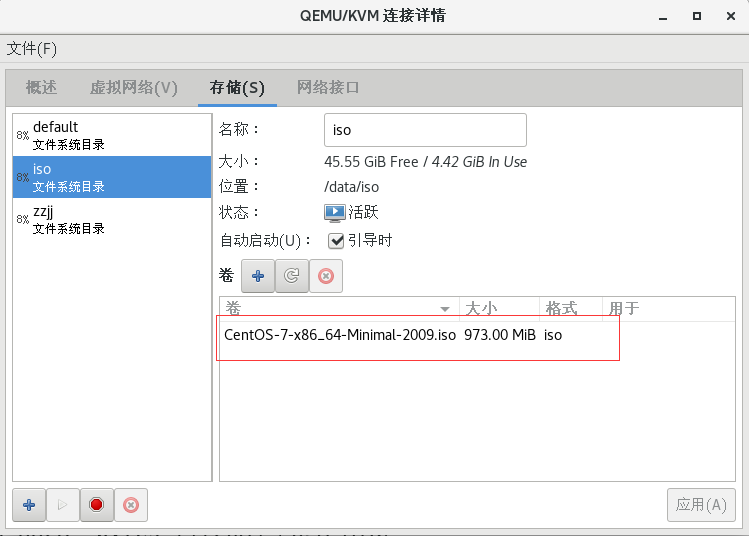 QEMU/KVM 连接详情
文件(F)
概述 虚拟网络(V) 存储(S) 网络接口
8% default
文件系统目录
8% iso
文件系统目录
8% zzjj
文件系统目录
名称： iso
大小： 45.55 GiB Free / 4.42 GiB In Use
位置： /data/iso
状态： 活跃
自动启动(U)： 引导时
卷
卷 大小 格式 用于
CentOS-7-x86_64-Minimal-2009.iso 973.00 MiB iso
应用(A)